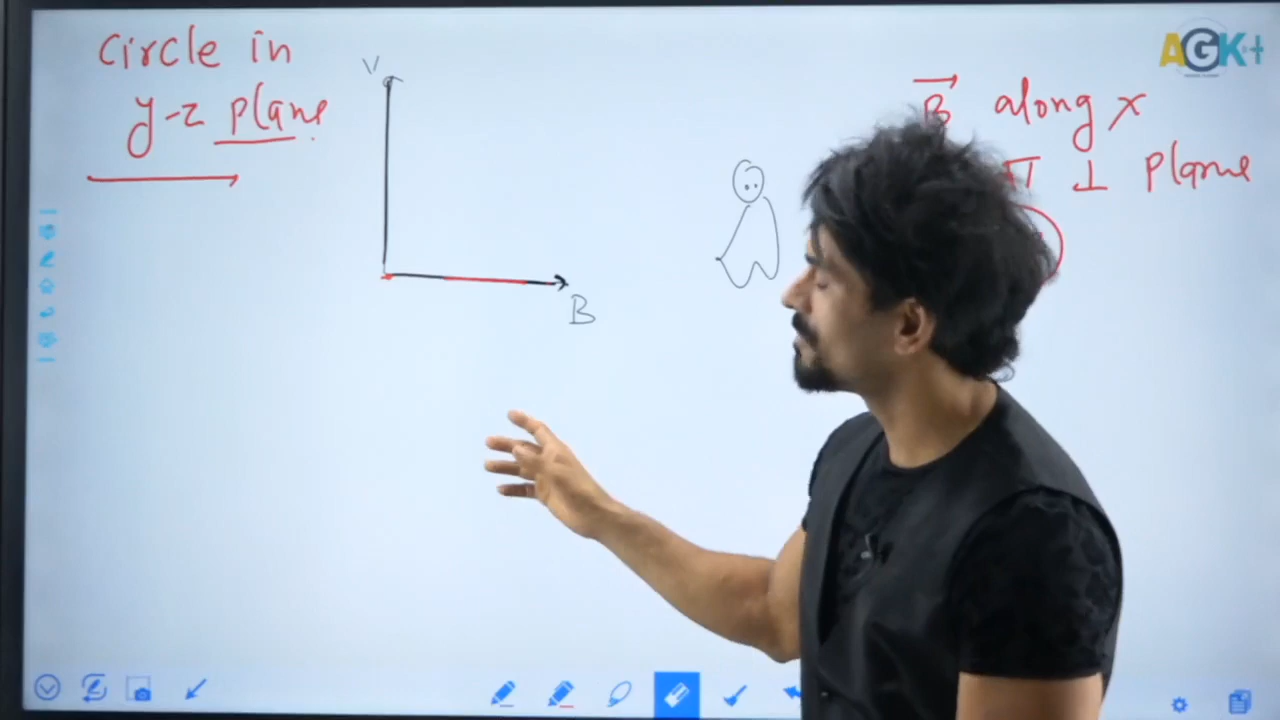 Circle in
y-z plane
V
B
B along x
⊥ plane
AGK